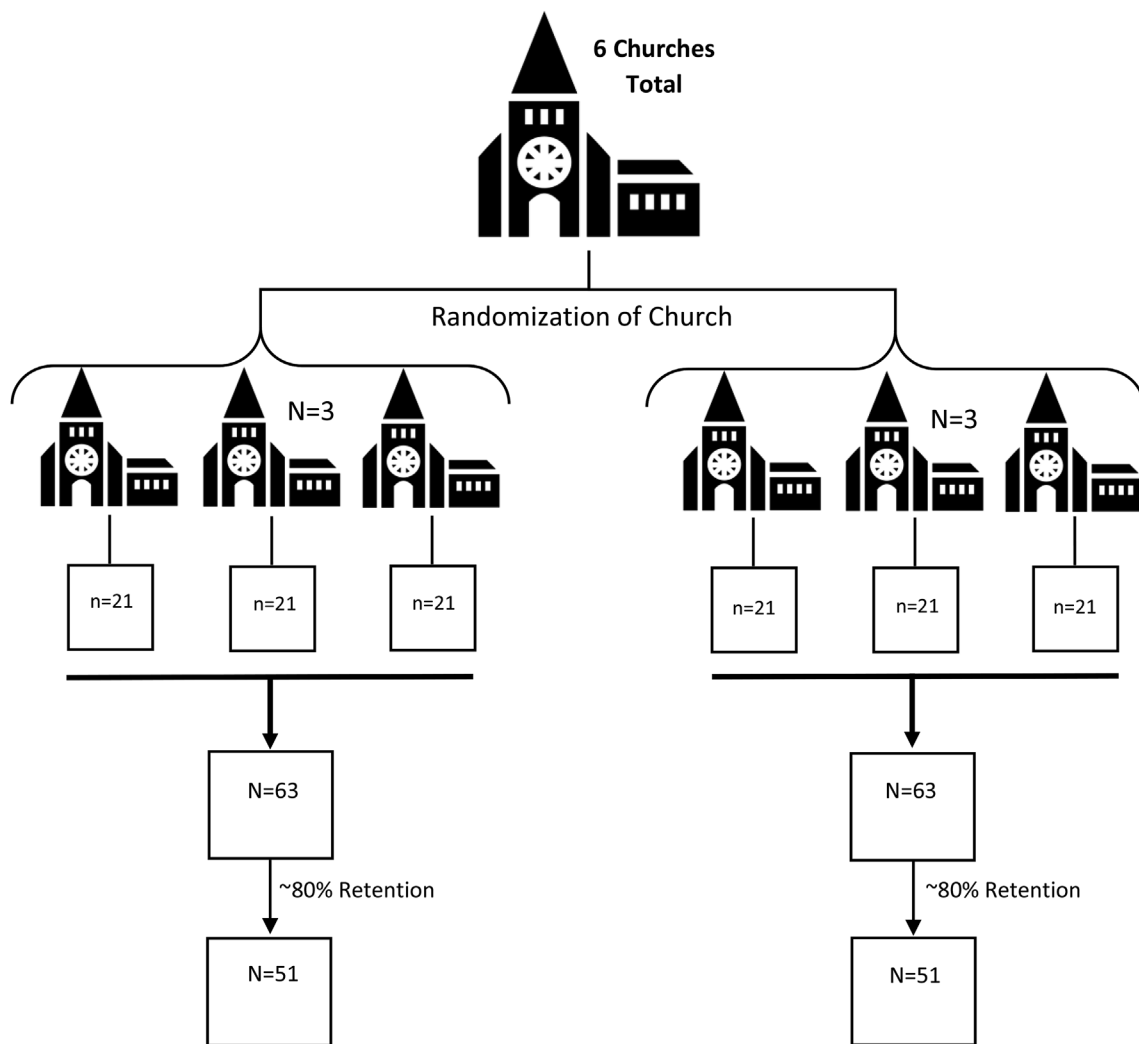 6 Churches
Total
Randomization of Church
N=3
N=3
n=21
n=21
n=21
n=21
n=21
n=21
N=63
N=63
~80% Retention
~80% Retention
N=51
N=51